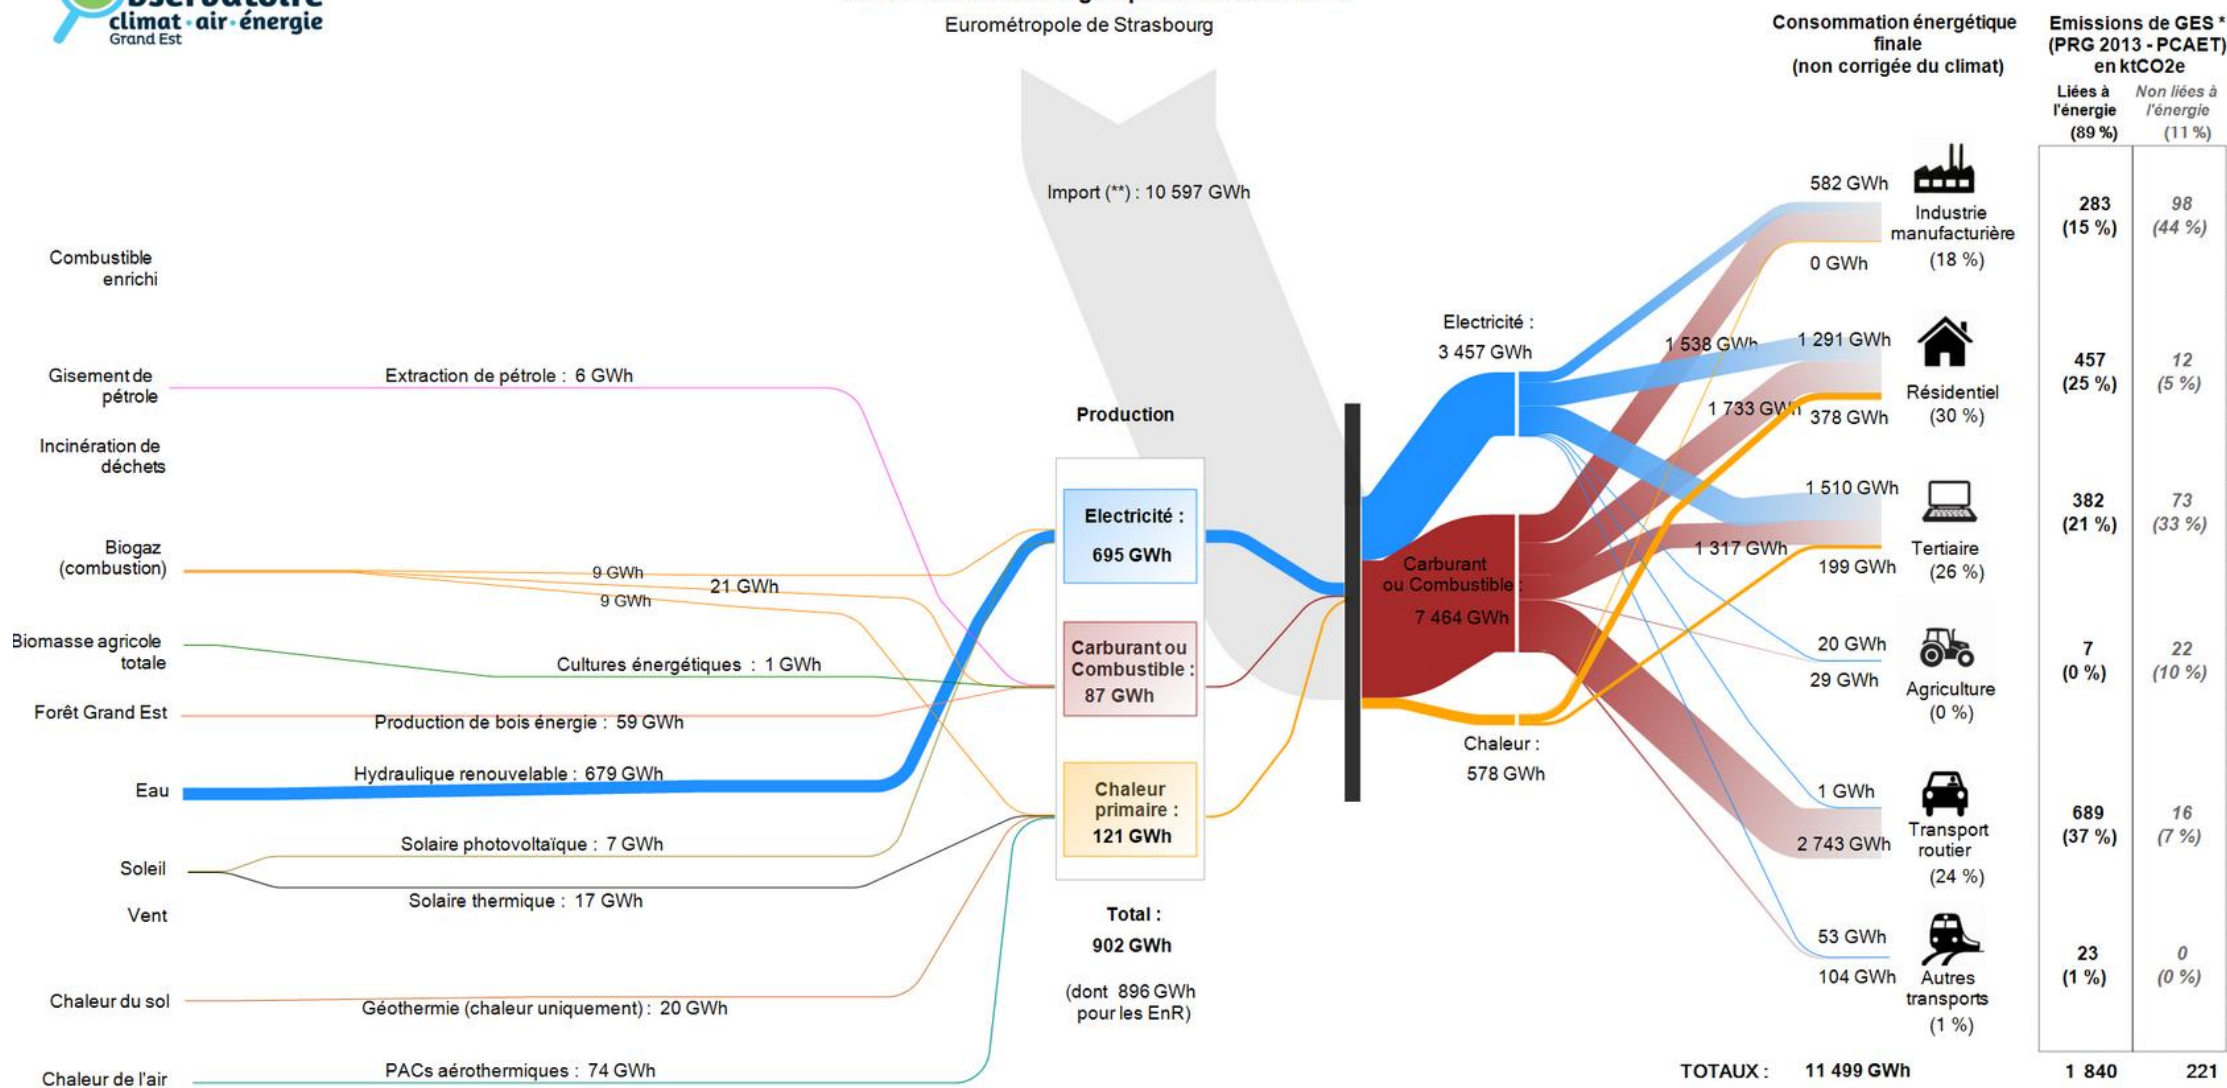 climat · air · énergie
Grand Est
Eurométropole de Strasbourg
Consommation énergétique
finale
(non corrigée du climat)
Emissions de GES *
(PRG 2013 - PCAET)
en ktCO2e
Liées à
l'énergie
(89 %)
Non liées à
l'énergie
(11 %)
Import (**) : 10 597 GWh
Combustible
enrichi
Gisement de
pétrole
Extraction de pétrole : 6 GWh
Incinération de
déchets
Biogaz
(combustion)
9 GWh
21 GWh
9 GWh
Biomasse agricole
totale
Cultures énergétiques : 1 GWh
Forêt Grand Est
Production de bois énergie : 59 GWh
Eau
Hydraulique renouvelable : 679 GWh
Soleil
Solaire photovoltaïque : 7 GWh
Solaire thermique : 17 GWh
Vent
Chaleur du sol
Géothermie (chaleur uniquement) : 20 GWh
Chaleur de l'air
PACs aérothermiques : 74 GWh
Production
Electricité :
695 GWh
Carburant ou
Combustible :
87 GWh
Chaleur
primaire :
121 GWh
Total :
902 GWh
(dont 896 GWh
pour les EnR)
Electricité :
3 457 GWh
Carburant
ou Combustible :
7 464 GWh
Chaleur :
578 GWh
582 GWh
1 538 GWh
0 GWh
Industrie
manufacturière
(18 %)
283
(15 %)
98
(44 %)
1 291 GWh
1 733 GWh
378 GWh
Résidentiel
(30 %)
457
(25 %)
12
(5 %)
1 510 GWh
1 317 GWh
199 GWh
Tertiaire
(26 %)
382
(21 %)
73
(33 %)
20 GWh
29 GWh
Agriculture
(0 %)
7
(0 %)
22
(10 %)
1 GWh
2 743 GWh
Transport
routier
(24 %)
689
(37 %)
16
(7 %)
53 GWh
104 GWh
Autres
transports
(1 %)
23
(1 %)
0
(0 %)
TOTAUX : 11 499 GWh 1 840 221